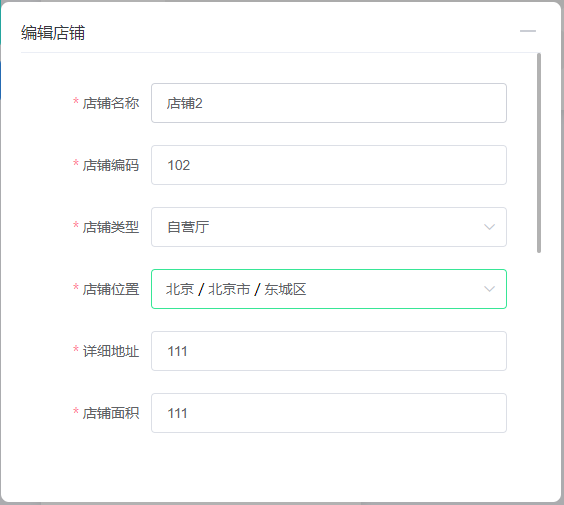 编辑店铺
* 店铺名称 店铺2
* 店铺编码 102
* 店铺类型 自营厅
* 店铺位置 北京 / 北京市 / 东城区
* 详细地址 111
* 店铺面积 111